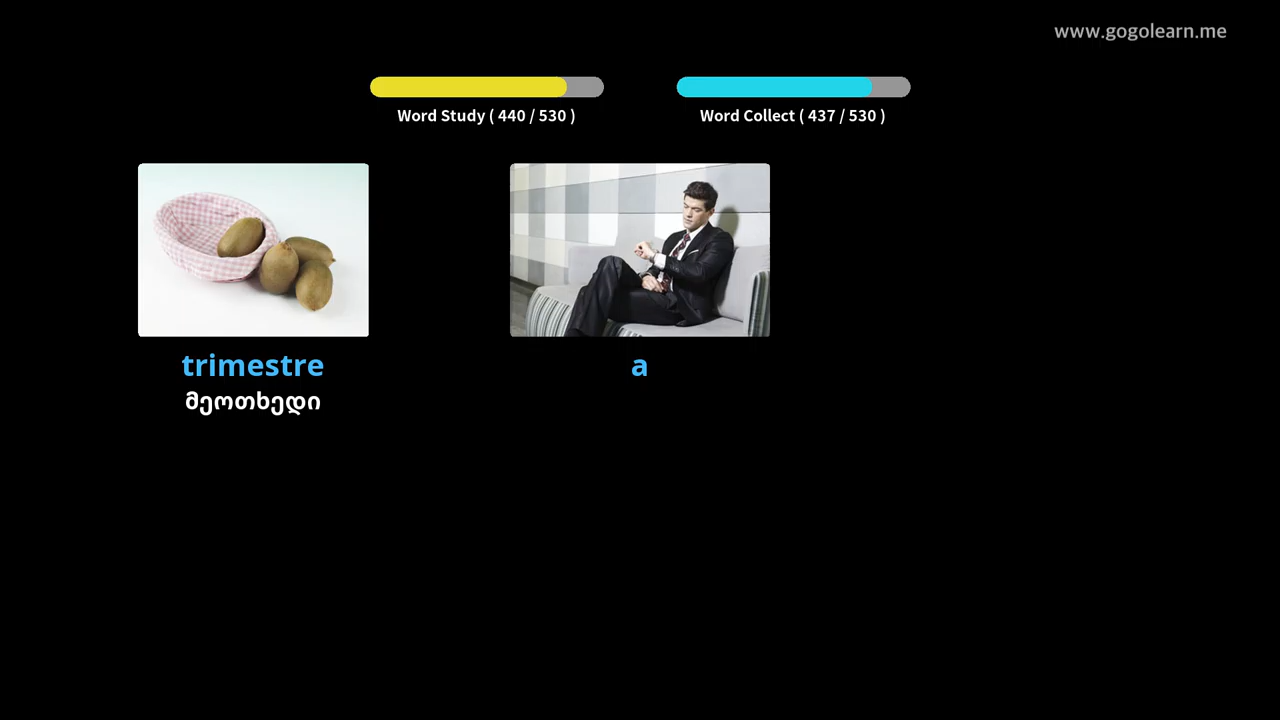 www.gogolearn.me
Word Study ( 440 / 530 )
Word Collect ( 437 / 530 )
trimestre
მეოთხედი
a